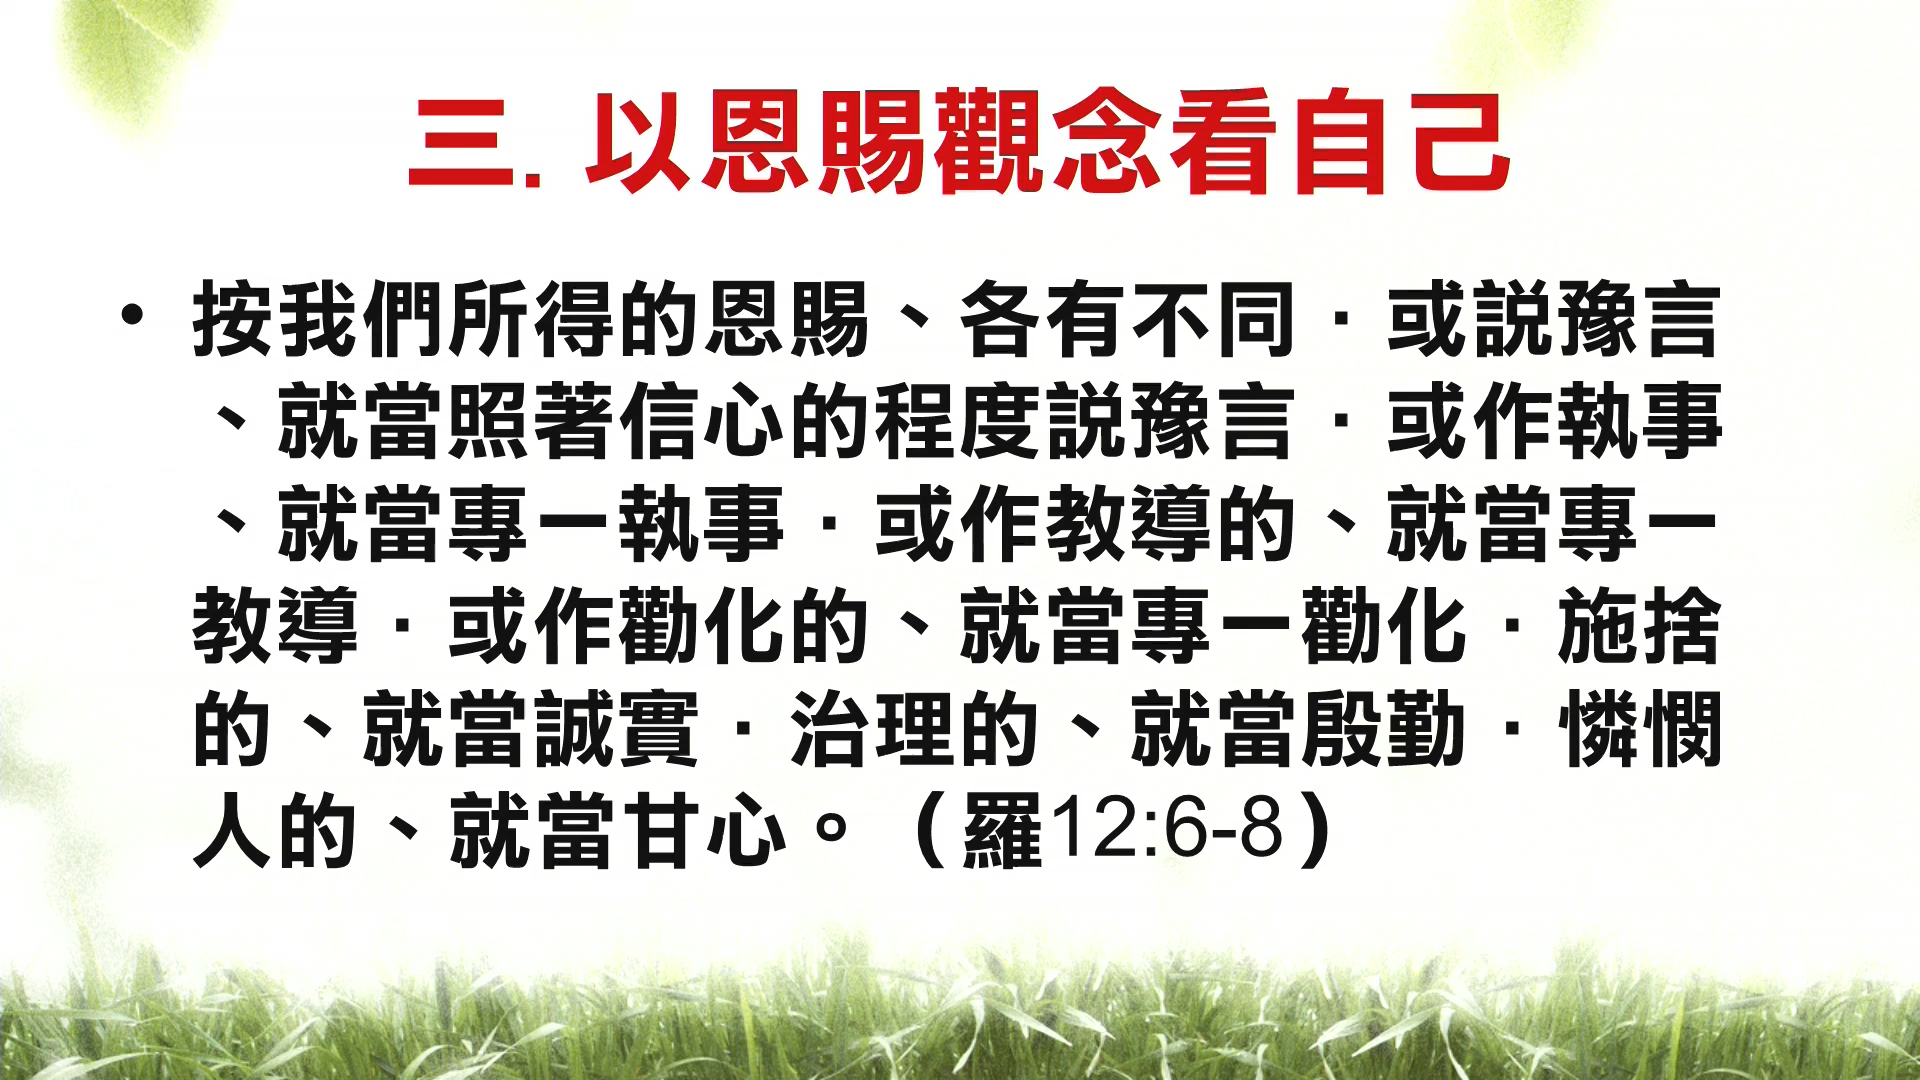 三. 以恩賜觀念看自己
• 按我們所得的恩賜、各有不同．或説豫言
、就當照著信心的程度説豫言．或作執事
、就當專一執事．或作教導的、就當專一
教導．或作勸化的、就當專一勸化．施捨
的、就當誠實．治理的、就當殷勤．憐憫
人的、就當甘心。（羅12:6-8）